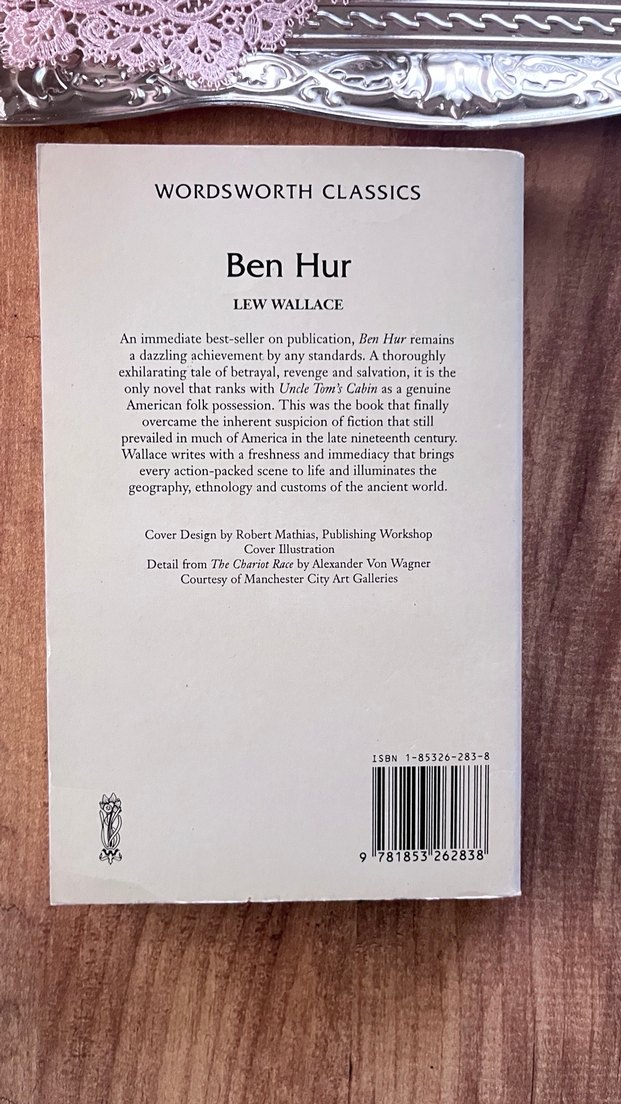 WORDSWORTH CLASSICS
Ben Hur
LEW WALLACE
An immediate best-seller on publication, Ben Hur remains
a dazzling achievement by any standards. A thoroughly
exhilarating tale of betrayal, revenge and salvation, it is the
only novel that ranks with Uncle Tom's Cabin as a genuine
American folk possession. This was the book that finally
overcame the inherent suspicion of fiction that still
prevailed in much of America in the late nineteenth century.
Wallace writes with a freshness and immediacy that brings
every action-packed scene to life and illuminates the
geography, ethnology and customs of the ancient world.
Cover Design by Robert Mathias, Publishing Workshop
Cover Illustration
Detail from The Chariot Race by Alexander Von Wagner
Courtesy of Manchester City Art Galleries
ISBN 1-85326-283-8
9 781853 262838
W